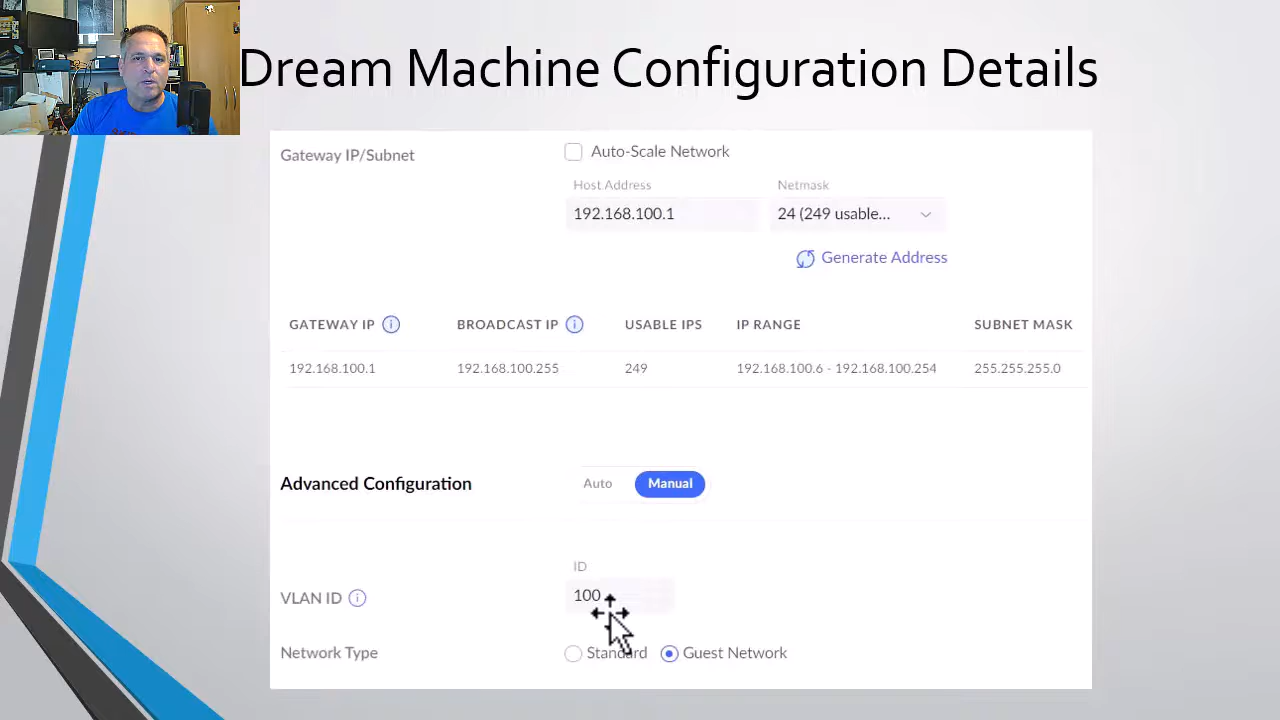 Dream Machine Configuration Details
Gateway IP/Subnet
Auto-Scale Network
Host Address
Netmask
192.168.100.1
24 (249 usable...
Generate Address
GATEWAY IP
BROADCAST IP
USABLE IPS
IP RANGE
SUBNET MASK
192.168.100.1
192.168.100.255
249
192.168.100.6 - 192.168.100.254
255.255.255.0
Advanced Configuration
Auto
Manual
ID
VLAN ID
100
Network Type
Standard
Guest Network